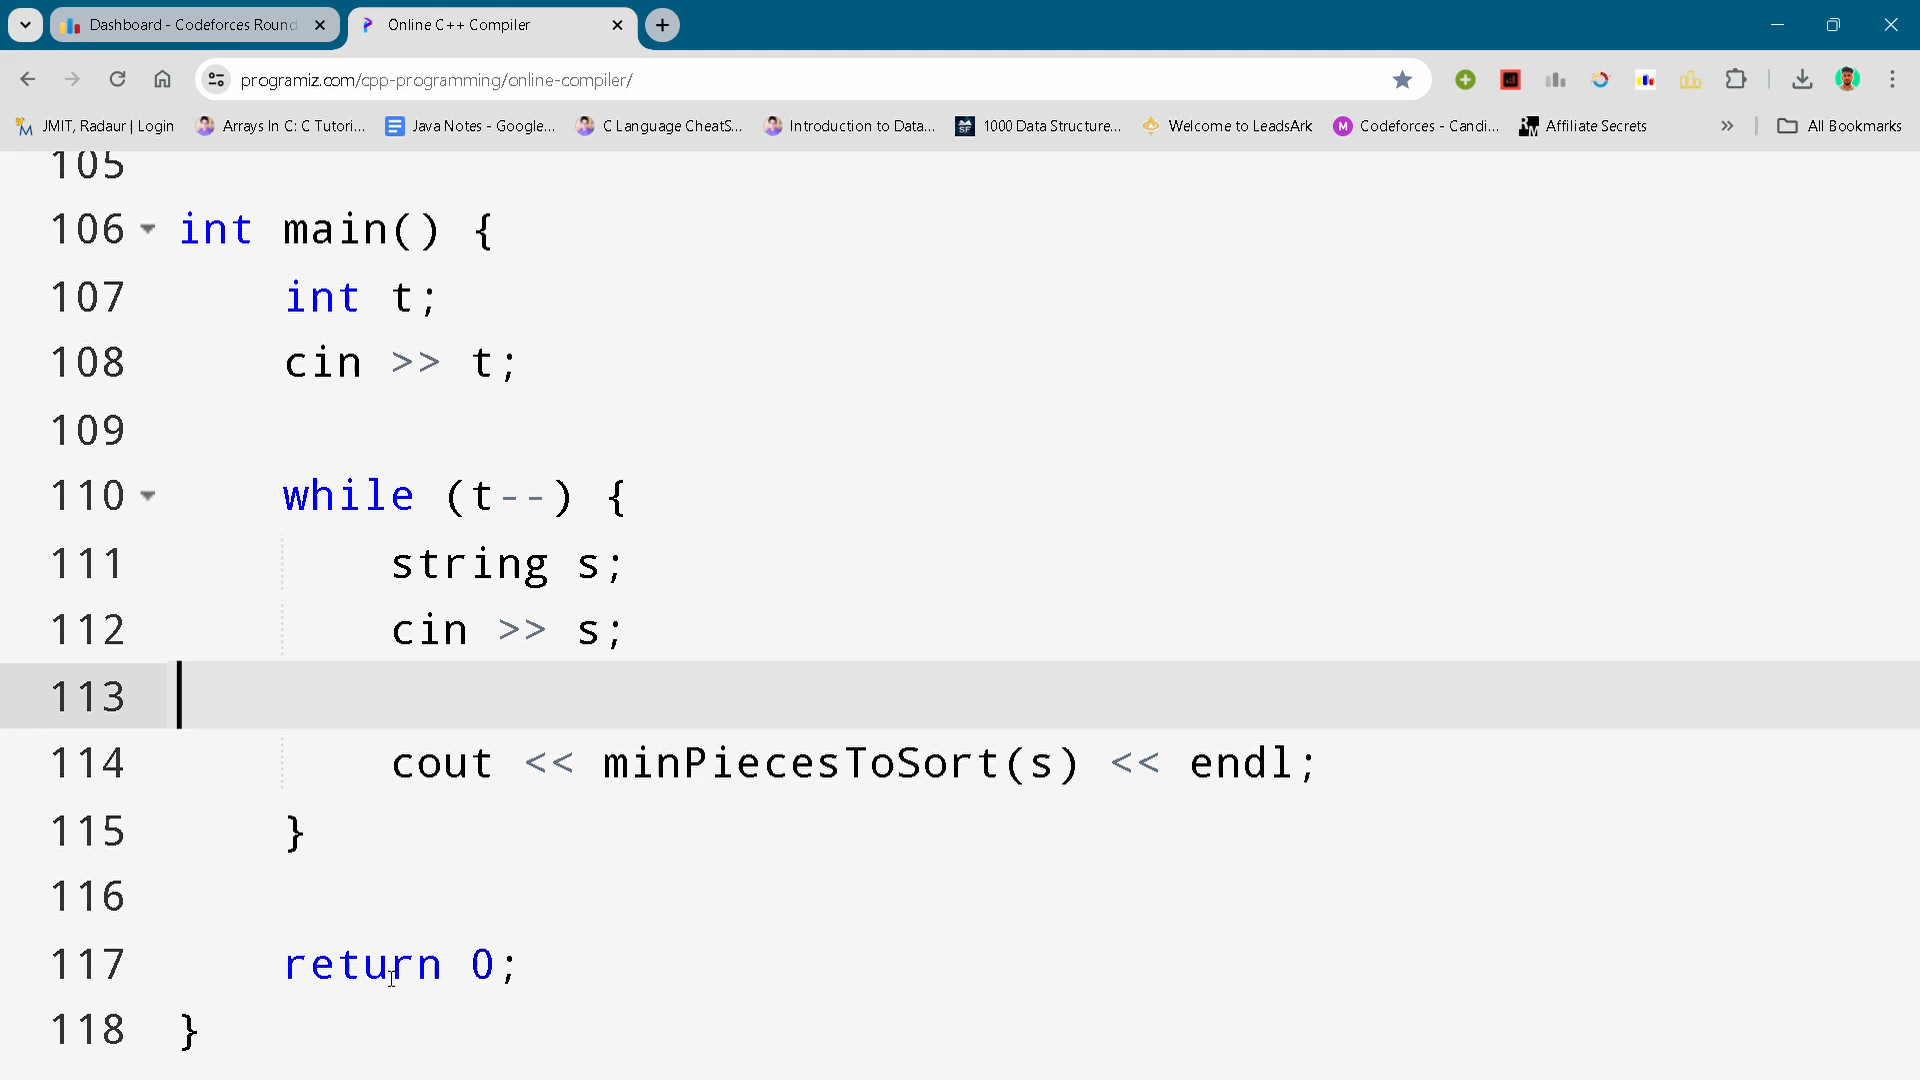 Dashboard - Codeforces Round
Online C++ Compiler
programiz.com/cpp-programming/online-compiler/
JMIT, Radaur | Login
Arrays In C: C Tutori...
Java Notes - Google...
C Language CheatS...
Introduction to Data...
1000 Data Structure...
Welcome to LeadsArk
Codeforces - Candi...
Affiliate Secrets
All Bookmarks
105
106 int main() {
107 int t;
108 cin >> t;
109
110 while (t--) {
111 string s;
112 cin >> s;
113
114 cout << minPiecesToSort(s) << endl;
115 }
116
117 return 0;
118 }